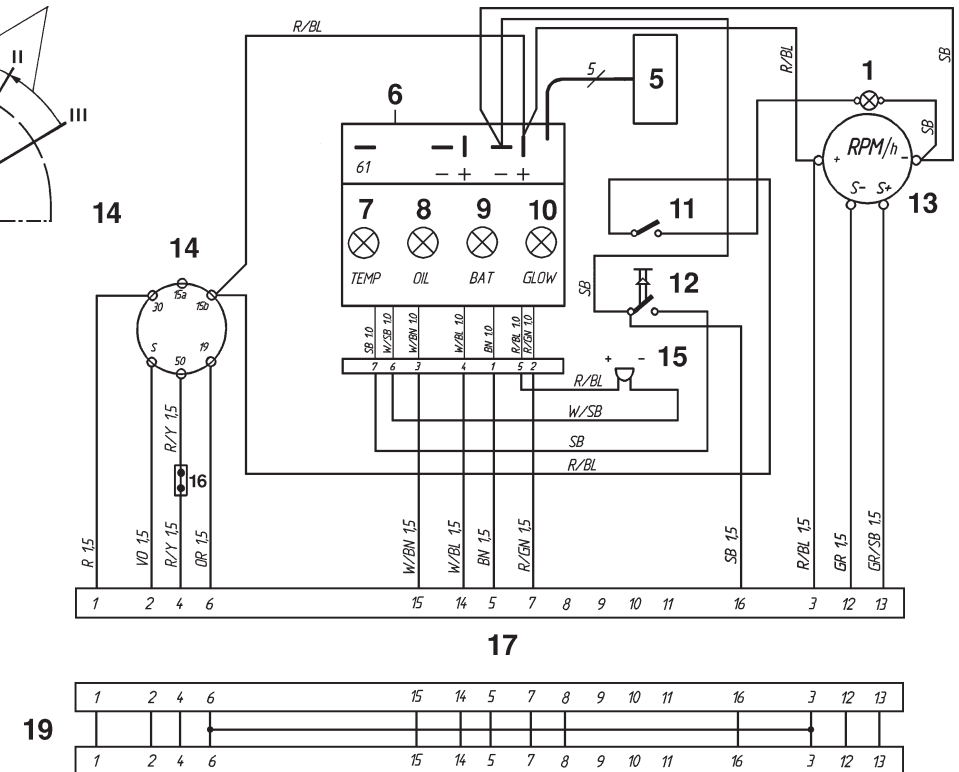 II
III
14
R/BL
5
5
6
R/BL
SB
1
SB
RPM/h
+
-
S-
S+
13
61
- +
- +
7 8 9 10
TEMP OIL BAT GLOW
11
12
SB
14
15a
30
15b
S
50
19
SB 1.0
W/SB 1.0
W/BN 1.0
W/BL 1.0
BN 1.0
R/BL 1.0
R/GN 1.0
7 6 3 4 1 5 2
+ -
15
R/BL
W/SB
SB
R/BL
R/Y 1,5
16
R 1,5
VO 1,5
R/Y 1,5
OR 1,5
W/BN 1,5
W/BL 1,5
BN 1,5
R/GN 1,5
SB 1,5
R/BL 1,5
GR 1,5
GR/SB 1.5
1 2 4 6 15 14 5 7 8 9 10 11 16 3 12 13
17
1 2 4 6 15 14 5 7 8 9 10 11 16 3 12 13
19
1 2 4 6 15 14 5 7 8 9 10 11 16 3 12 13